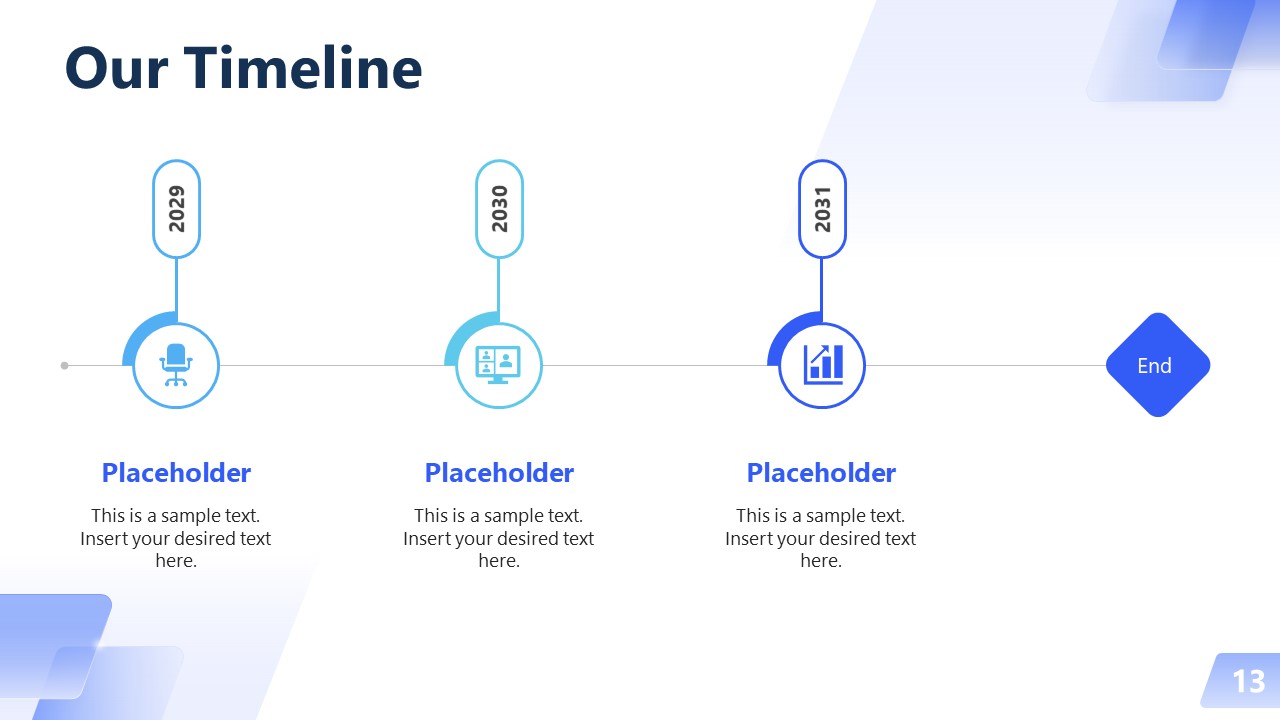 Our Timeline
2029
2030
2031
End
Placeholder
This is a sample text.
Insert your desired text
here.
Placeholder
This is a sample text.
Insert your desired text
here.
Placeholder
This is a sample text.
Insert your desired text
here.
13